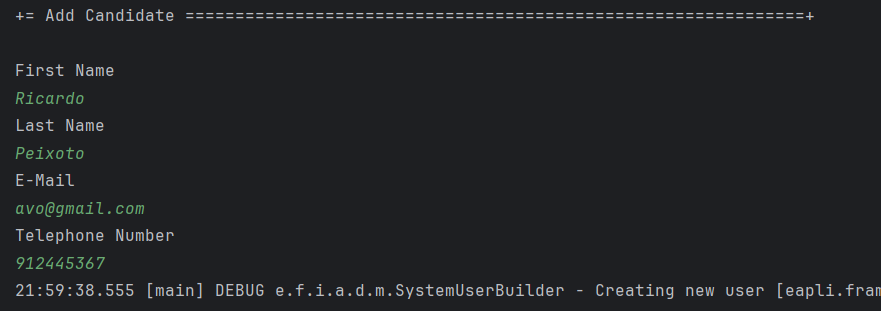 += Add Candidate ==============================================================+
First Name
Ricardo
Last Name
Peixoto
E-Mail
avo@gmail.com
Telephone Number
912445367
21:59:38.555 [main] DEBUG e.f.i.a.d.m.SystemUserBuilder - Creating new user [eapli.fram